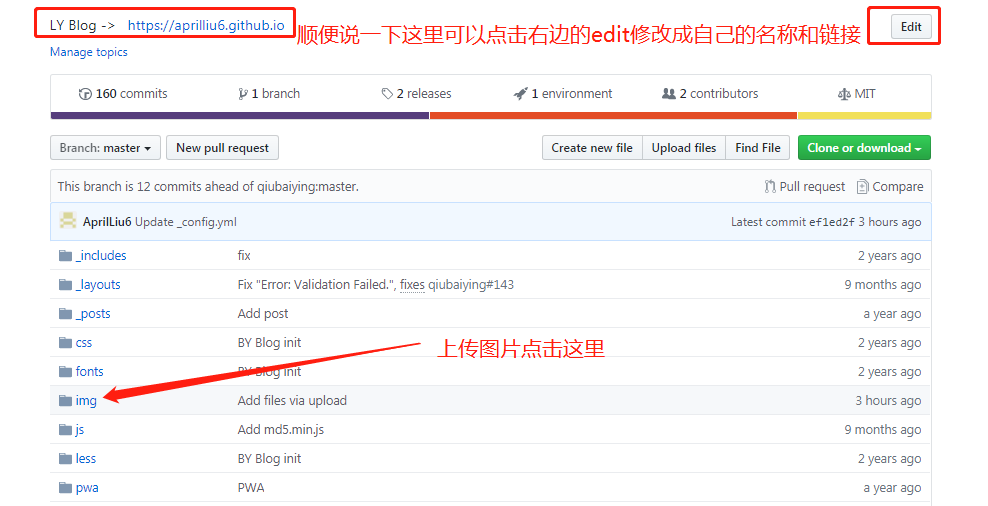 LY Blog -> https://aprilliu6.github.io 顺便说一下这里可以点击右边的edit修改成自己的名称和链接 Edit
Manage topics
160 commits 1 branch 2 releases 1 environment 2 contributors MIT
Branch: master New pull request Create new file Upload files Find File Clone or download
This branch is 12 commits ahead of qiubaiying:master. Pull request Compare
AprilLiu6 Update _config.yml Latest commit ef1ed2f 3 hours ago
_includes fix 2 years ago
_layouts Fix "Error: Validation Failed.", fixes qiubaiying#143 9 months ago
_posts Add post a year ago
css BY Blog init 2 years ago
上传图片点击这里
fonts BY Blog init 2 years ago
img Add files via upload 3 hours ago
js Add md5.min.js 9 months ago
less BY Blog init 2 years ago
pwa PWA a year ago